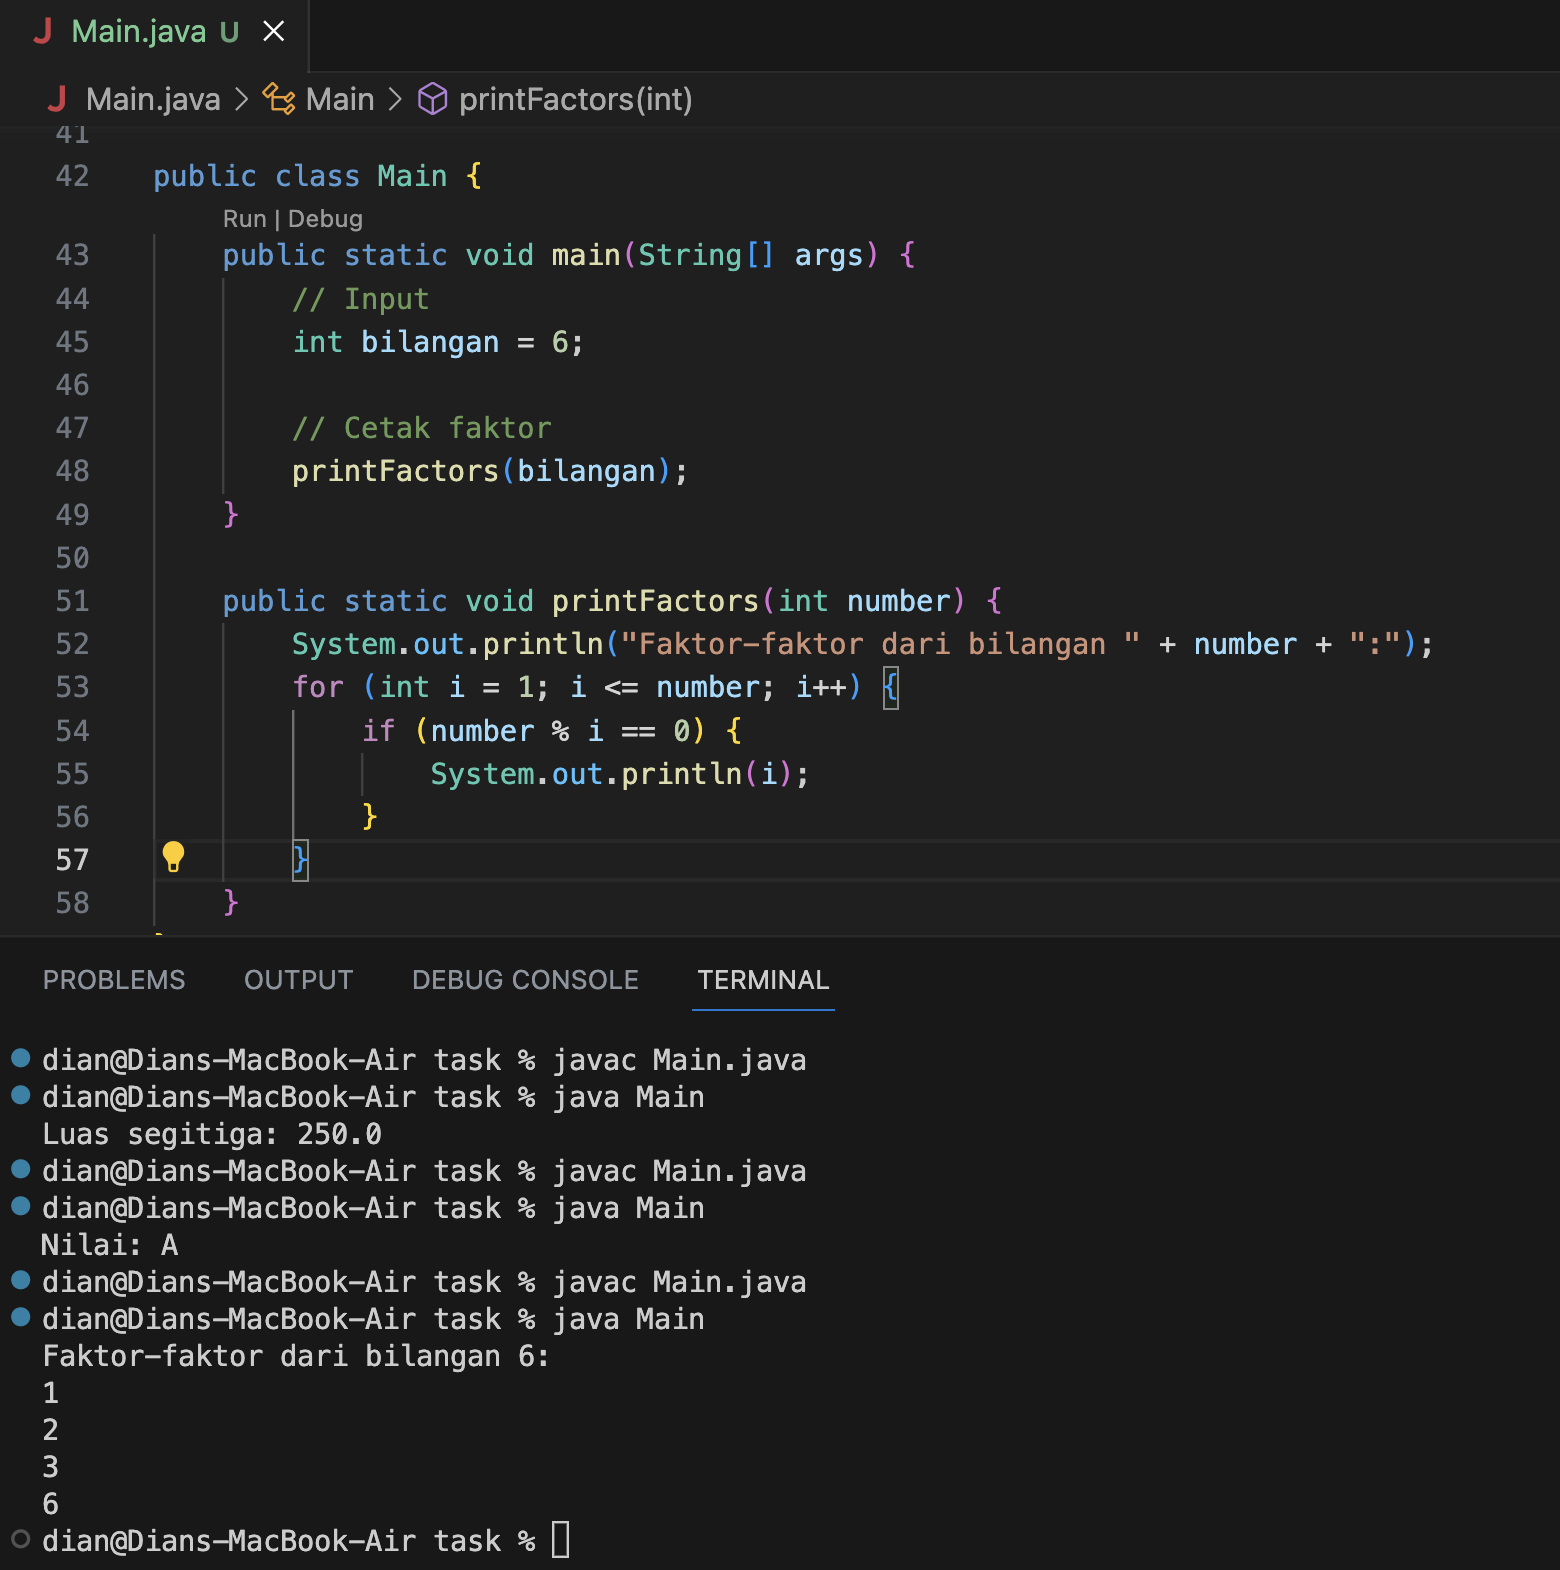 Main.java U
Main.java > Main > printFactors(int)
41
42 public class Main {
Run | Debug
43 public static void main(String[] args) {
44 // Input
45 int bilangan = 6;
46
47 // Cetak faktor
48 printFactors(bilangan);
49 }
50
51 public static void printFactors(int number) {
52 System.out.println("Faktor-faktor dari bilangan " + number + ":");
53 for (int i = 1; i <= number; i++) {
54 if (number % i == 0) {
55 System.out.println(i);
56 }
57 }
58 }
PROBLEMS OUTPUT DEBUG CONSOLE TERMINAL
dian@Dians-MacBook-Air task % javac Main.java
dian@Dians-MacBook-Air task % java Main
Luas segitiga: 250.0
dian@Dians-MacBook-Air task % javac Main.java
dian@Dians-MacBook-Air task % java Main
Nilai: A
dian@Dians-MacBook-Air task % javac Main.java
dian@Dians-MacBook-Air task % java Main
Faktor-faktor dari bilangan 6:
1
2
3
6
dian@Dians-MacBook-Air task %